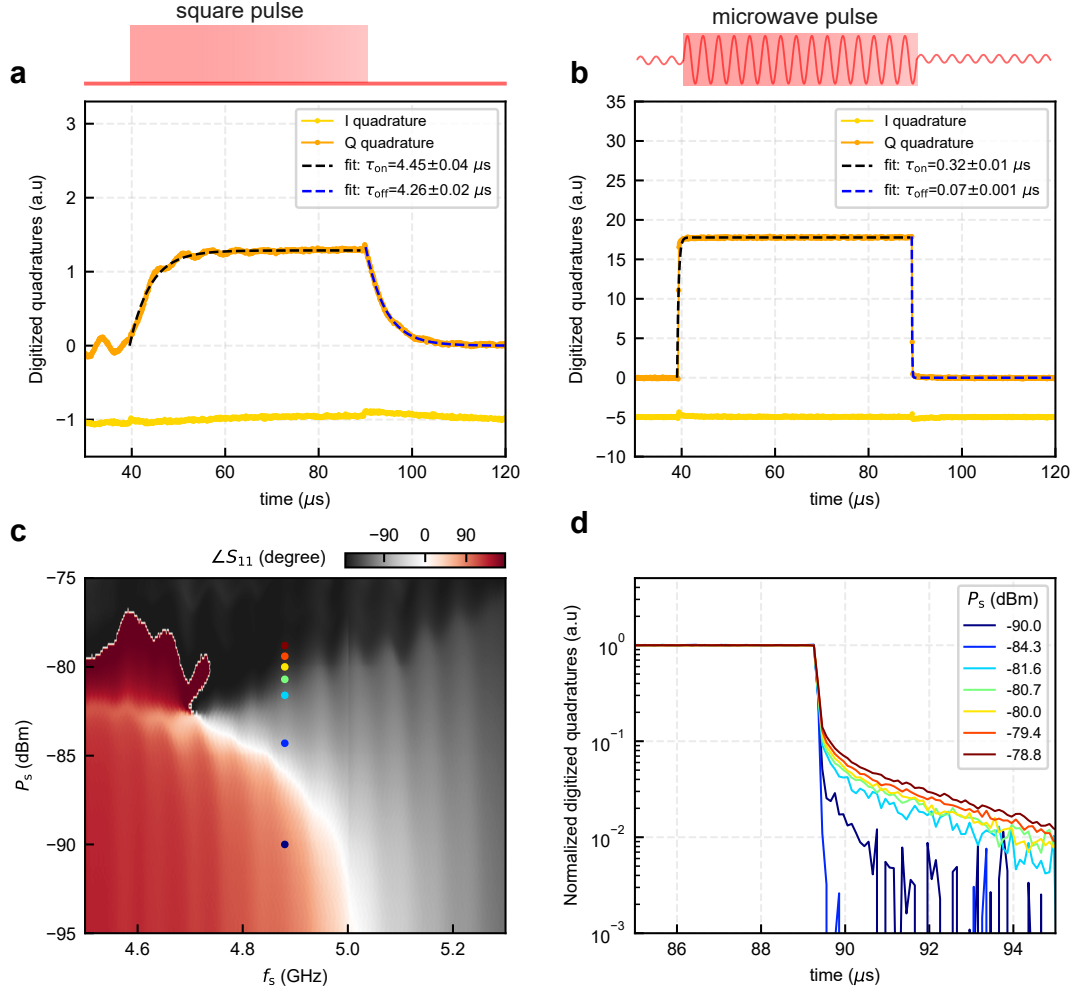 square pulse
microwave pulse
a
b
I quadrature
Q quadrature
fit: τon=4.45±0.04 μs
fit: τoff=4.26±0.02 μs
3
2
1
0
−1
40
60
80
100
120
time (μs)
Digitized quadratures (a.u)
I quadrature
Q quadrature
fit: τon=0.32±0.01 μs
fit: τoff=0.07±0.001 μs
35
30
25
20
15
10
5
0
−5
−10
40
60
80
100
120
time (μs)
Digitized quadratures (a.u)
c
∠S11 (degree)
−90
0
90
−75
−80
−85
−90
−95
Ps (dBm)
4.6
4.8
5.0
5.2
fs (GHz)
d
Ps (dBm)
-90.0
-84.3
-81.6
-80.7
-80.0
-79.4
-78.8
10⁰
10⁻¹
10⁻²
10⁻³
Normalized digitized quadratures (a.u)
86
88
90
92
94
time (μs)